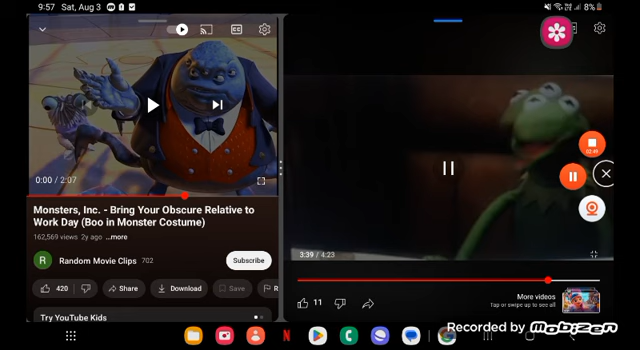 9:57 Sat, Aug 3
8%
CC
0:00 / 2:07
Monsters, Inc. - Bring Your Obscure Relative to
Work Day (Boo in Monster Costume)
162,569 views 2y ago ...more
R Random Movie Clips 702
Subscribe
420
Share
Download
Save
R
Try YouTube Kids
02:49
3:39 / 4:23
11
More videos
Tap or swipe up to see all
Recorded by Mobizen